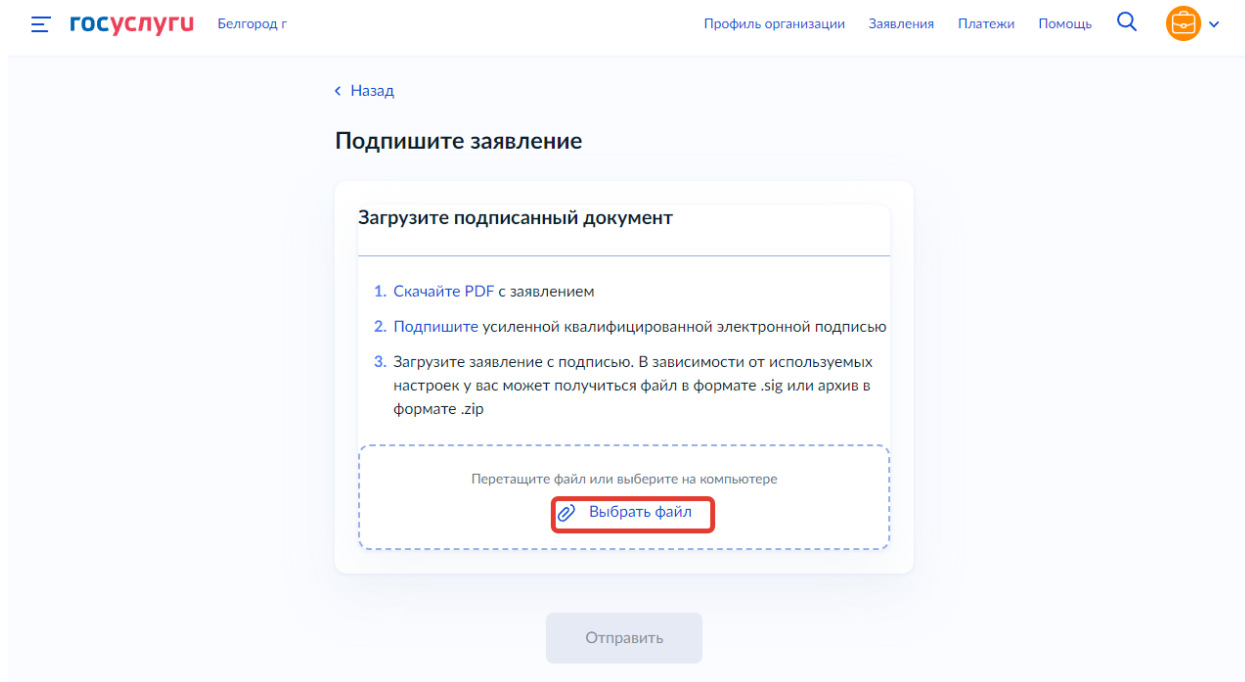 госуслуги
Белгород г
Профиль организации
Заявления
Платежи
Помощь
Назад
Подпишите заявление
Загрузите подписанный документ
1. Скачайте PDF с заявлением
2. Подпишите усиленной квалифицированной электронной подписью
3. Загрузите заявление с подписью. В зависимости от используемых
настроек у вас может получиться файл в формате .sig или архив в
формате .zip
Перетащите файл или выберите на компьютере
Выбрать файл
Отправить